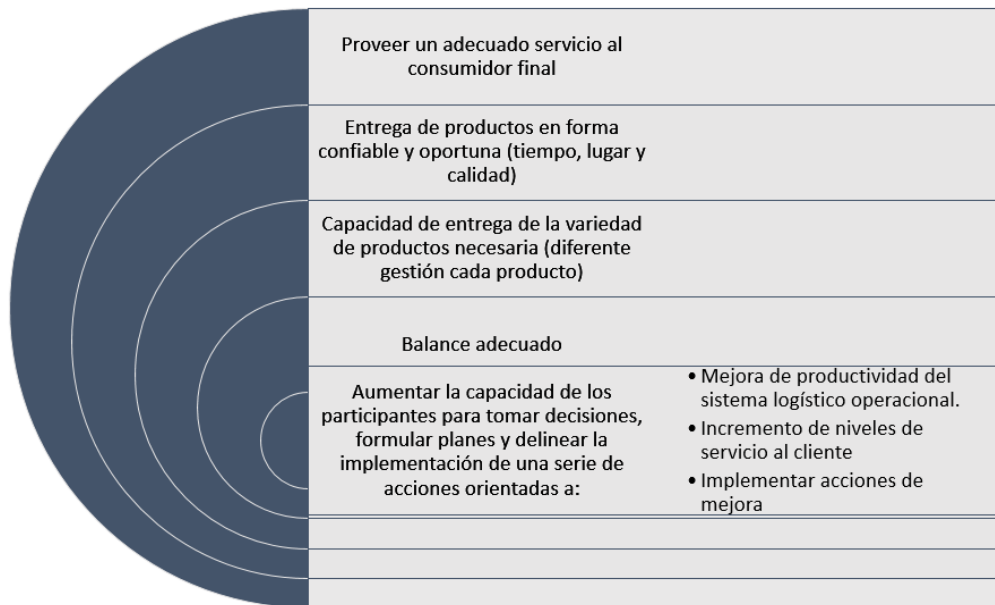 Proveer un adecuado servicio al
consumidor final
Entrega de productos en forma
confiable y oportuna (tiempo, lugar y
calidad)
Capacidad de entrega de la variedad
de productos necesaria (diferente
gestión cada producto)
Balance adecuado
Aumentar la capacidad de los
participantes para tomar decisiones,
formular planes y delinear la
implementación de una serie de
acciones orientadas a:
• Mejora de productividad del
sistema logístico operacional.
• Incremento de niveles de
servicio al cliente
• Implementar acciones de
mejora